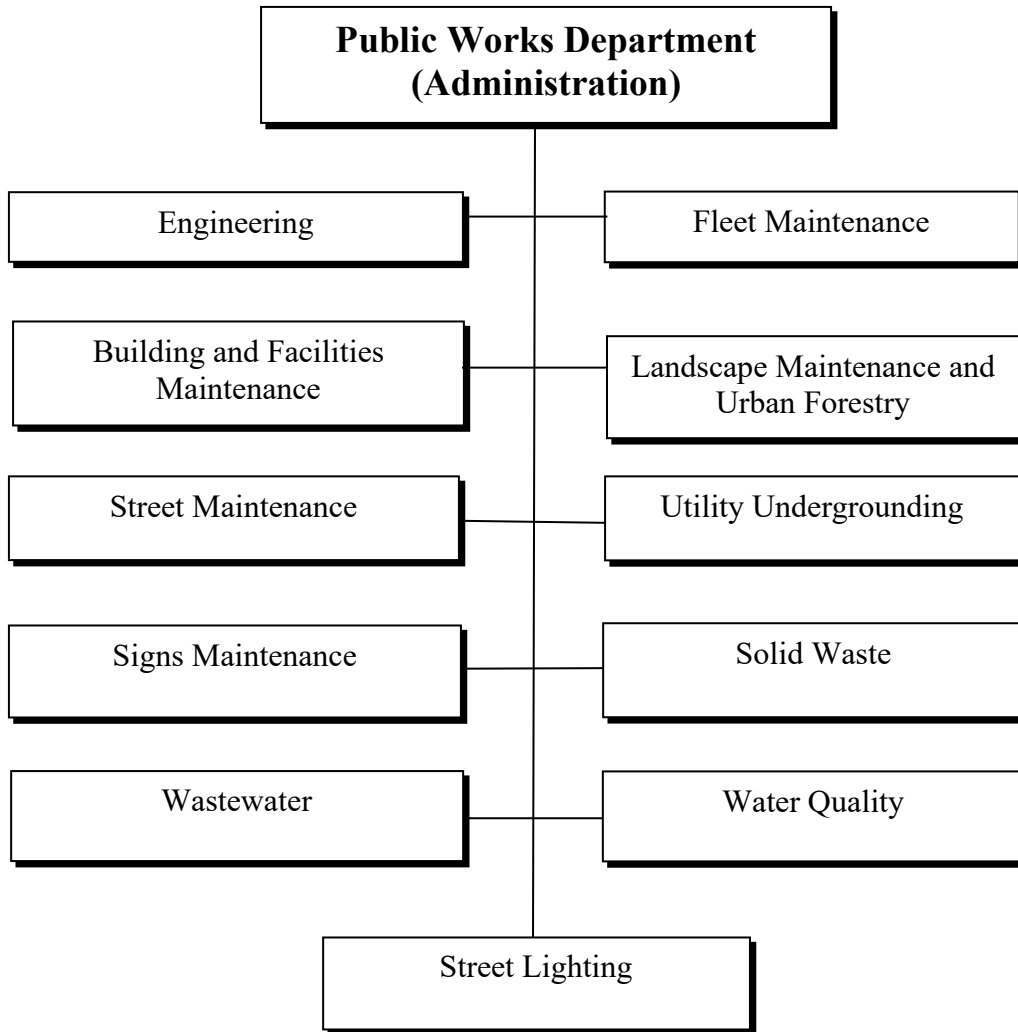 Public Works Department
(Administration)
Engineering
Fleet Maintenance
Building and Facilities
Maintenance
Landscape Maintenance and
Urban Forestry
Street Maintenance
Utility Undergrounding
Signs Maintenance
Solid Waste
Wastewater
Water Quality
Street Lighting